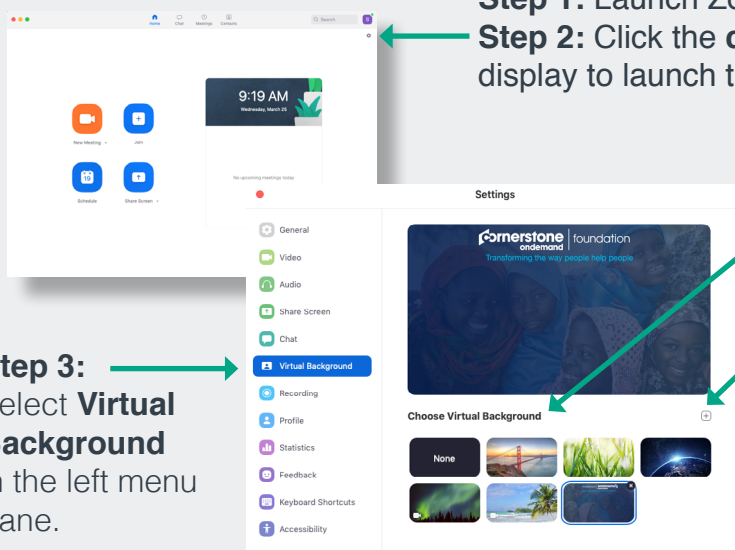 Home Chat Meetings Contacts
Search
S
Step 1: Launch Zo
Step 2: Click the
display to launch t
9:19 AM
Wednesday, March 25
New Meeting
Join
19
Schedule
Share Screen
No upcoming meetings today
Settings
General
Video
Audio
Share Screen
Chat
Virtual Background
Recording
Profile
Statistics
Feedback
Keyboard Shortcuts
Accessibility
cornerstone
ondemand
foundation
Transforming the way people help people
Choose Virtual Background
None
tep 3:
elect Virtual
Background
the left menu
ane.